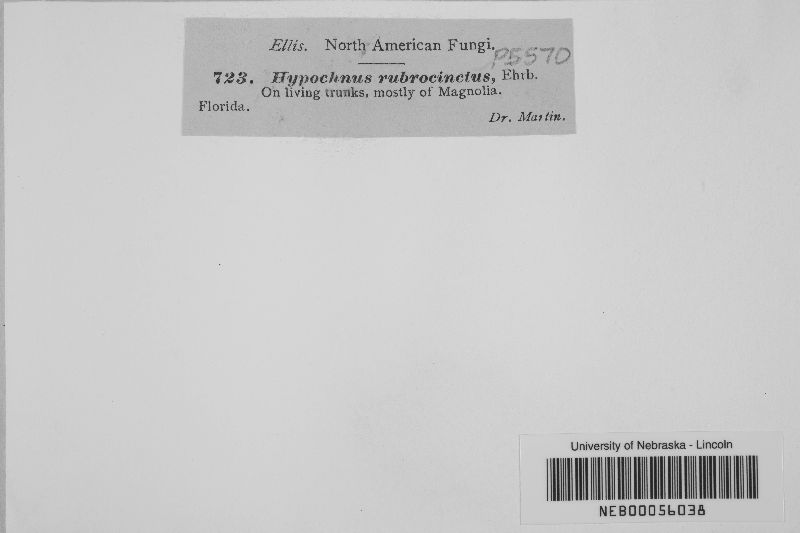 Ellis. North American Fungi.
P5570
723. Hypochnus rubrocinctus, Ehrb.
On living trunks, mostly of Magnolia.
Florida.
Dr. Martin.
University of Nebraska - Lincoln
NEB00056038